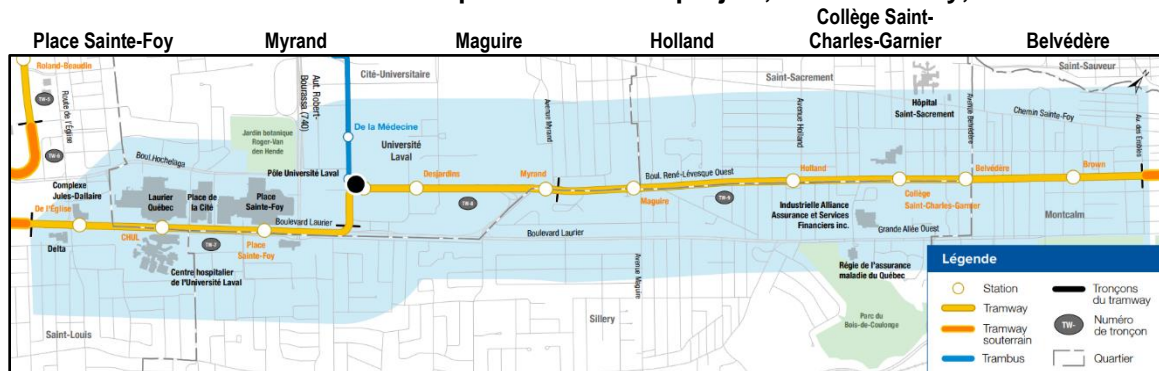 Collège Saint-
Place Sainte-Foy
Myrand
Maguire
Holland
Charles-Garnier
Belvédère
Roland-Beaudin
TW-5
Route de l'Église
Aut. Robert-
Bourassa (740)
Cité-Universitaire
Saint-Sacrement
Saint-Sauveur
N
Jardin botanique
Roger-Van
den Hende
De la Médecine
Université
Laval
Avenue Myrand
Avenue Holland
Hôpital
Saint-Sacrement
Avenue Belvédère
Chemin Sainte-Foy
Av. des Érables
Boul. Hochelaga
Pôle Université Laval
Desjardins
Myrand
Boul. René-Lévesque Ouest
Holland
Belvédère
Brown
Complexe
Jules-Dallaire
Laurier
Québec
Place de
la Cité
Place
Sainte-Foy
Maguire
Collège
Saint-Charles-Garnier
De l'Église
Boulevard Laurier
Industrielle Alliance
Assurance et Services
Financiers inc.
Montcalm
Delta
CHUL
Place
Sainte-Foy
Boulevard Laurier
Grande Allée Ouest
Centre hospitalier
de l'Université Laval
Avenue Maguire
Régie de l'assurance
maladie du Québec
Saint-Louis
Sillery
Parc du
Bois-de-Coulonge
Légende
Station
Tramway
Tramway
souterrain
Trambus
Tronçons
du tramway
TW-
Numéro
de tronçon
Quartier